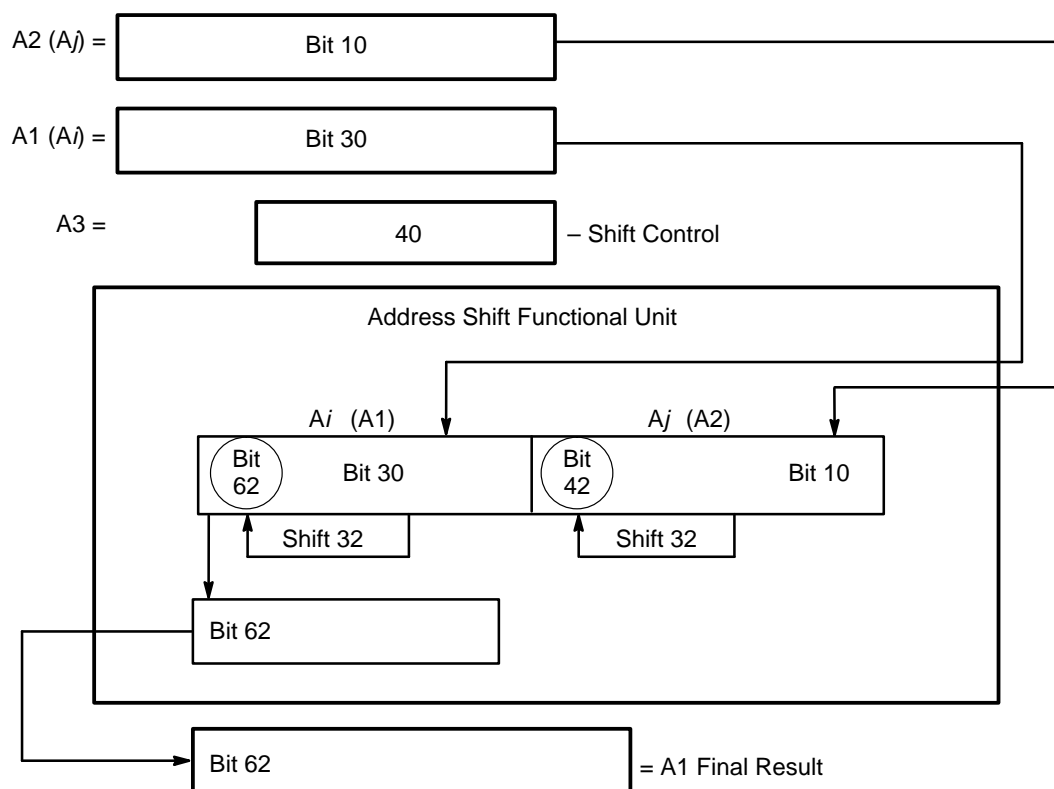 A2 (Aj) = Bit 10
A1 (Ai) = Bit 30
A3 = 40 – Shift Control
Address Shift Functional Unit
Ai (A1) Aj (A2)
Bit 62 Bit 30 Bit 42 Bit 10
Shift 32 Shift 32
Bit 62
Bit 62 = A1 Final Result